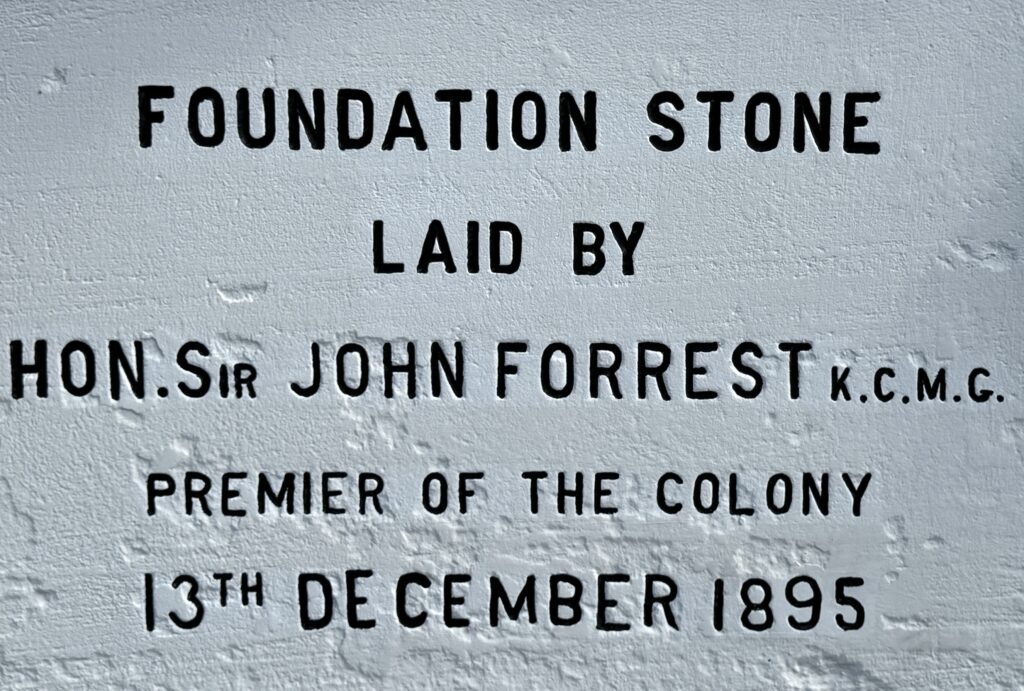 FOUNDATION STONE
LAID BY
HON. SIR JOHN FORREST K.C.M.G.
PREMIER OF THE COLONY
13TH DECEMBER 1895